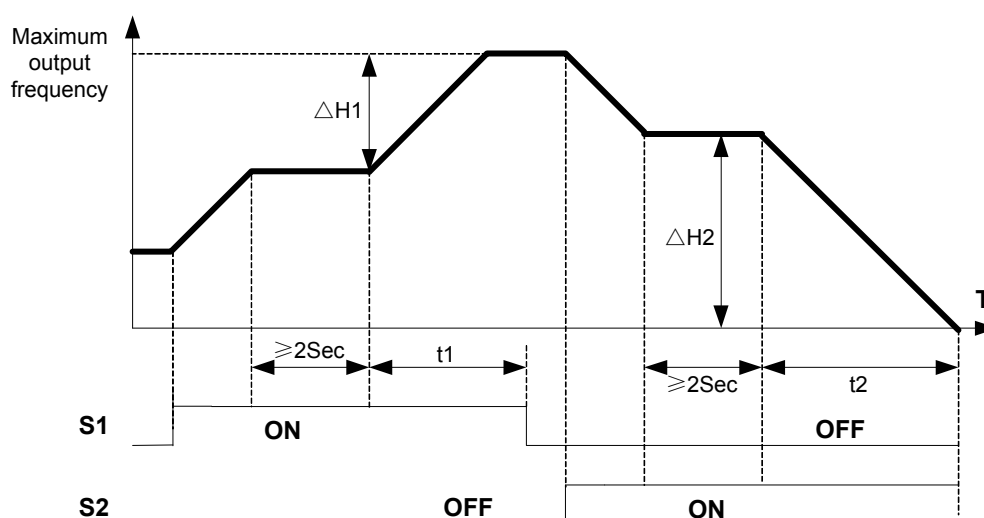 Maximum
output
frequency
△H1
△H2
T
≥2Sec
t1
≥2Sec
t2
S1
ON
OFF
S2
OFF
ON